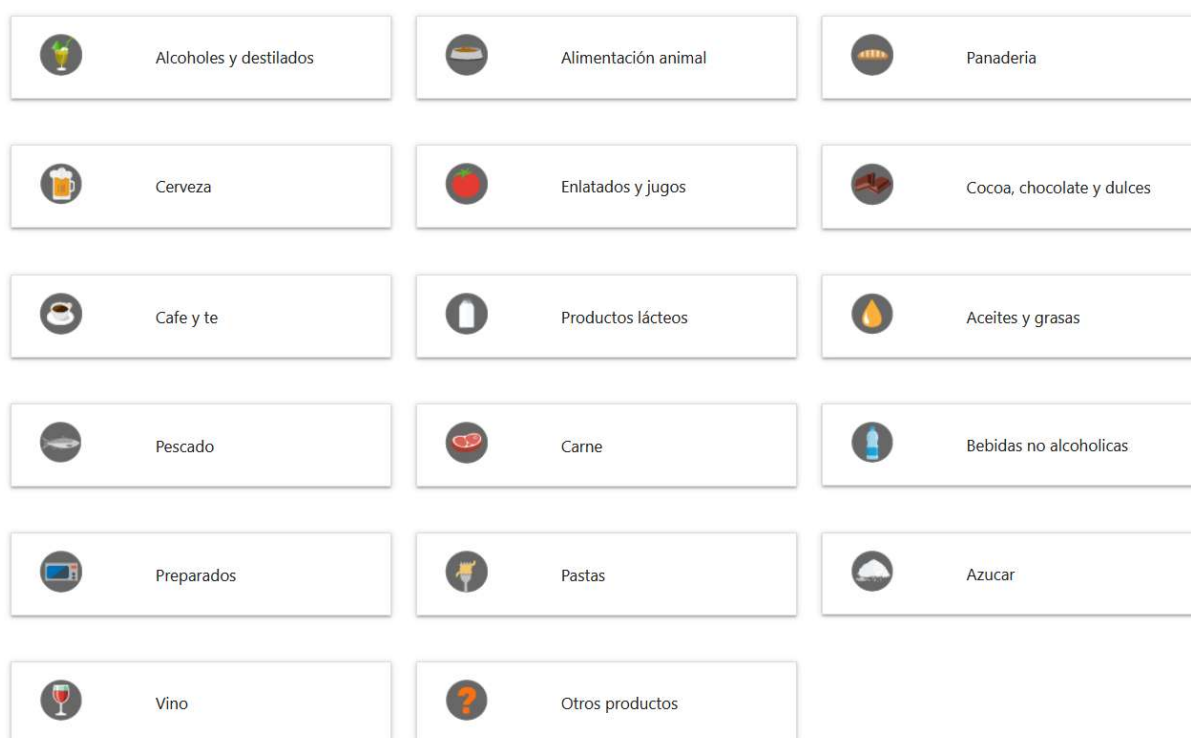 Alcoholes y destilados
Alimentación animal
Panaderia
Cerveza
Enlatados y jugos
Cocoa, chocolate y dulces
Cafe y te
Productos lácteos
Aceites y grasas
Pescado
Carne
Bebidas no alcoholicas
Preparados
Pastas
Azucar
Vino
Otros productos